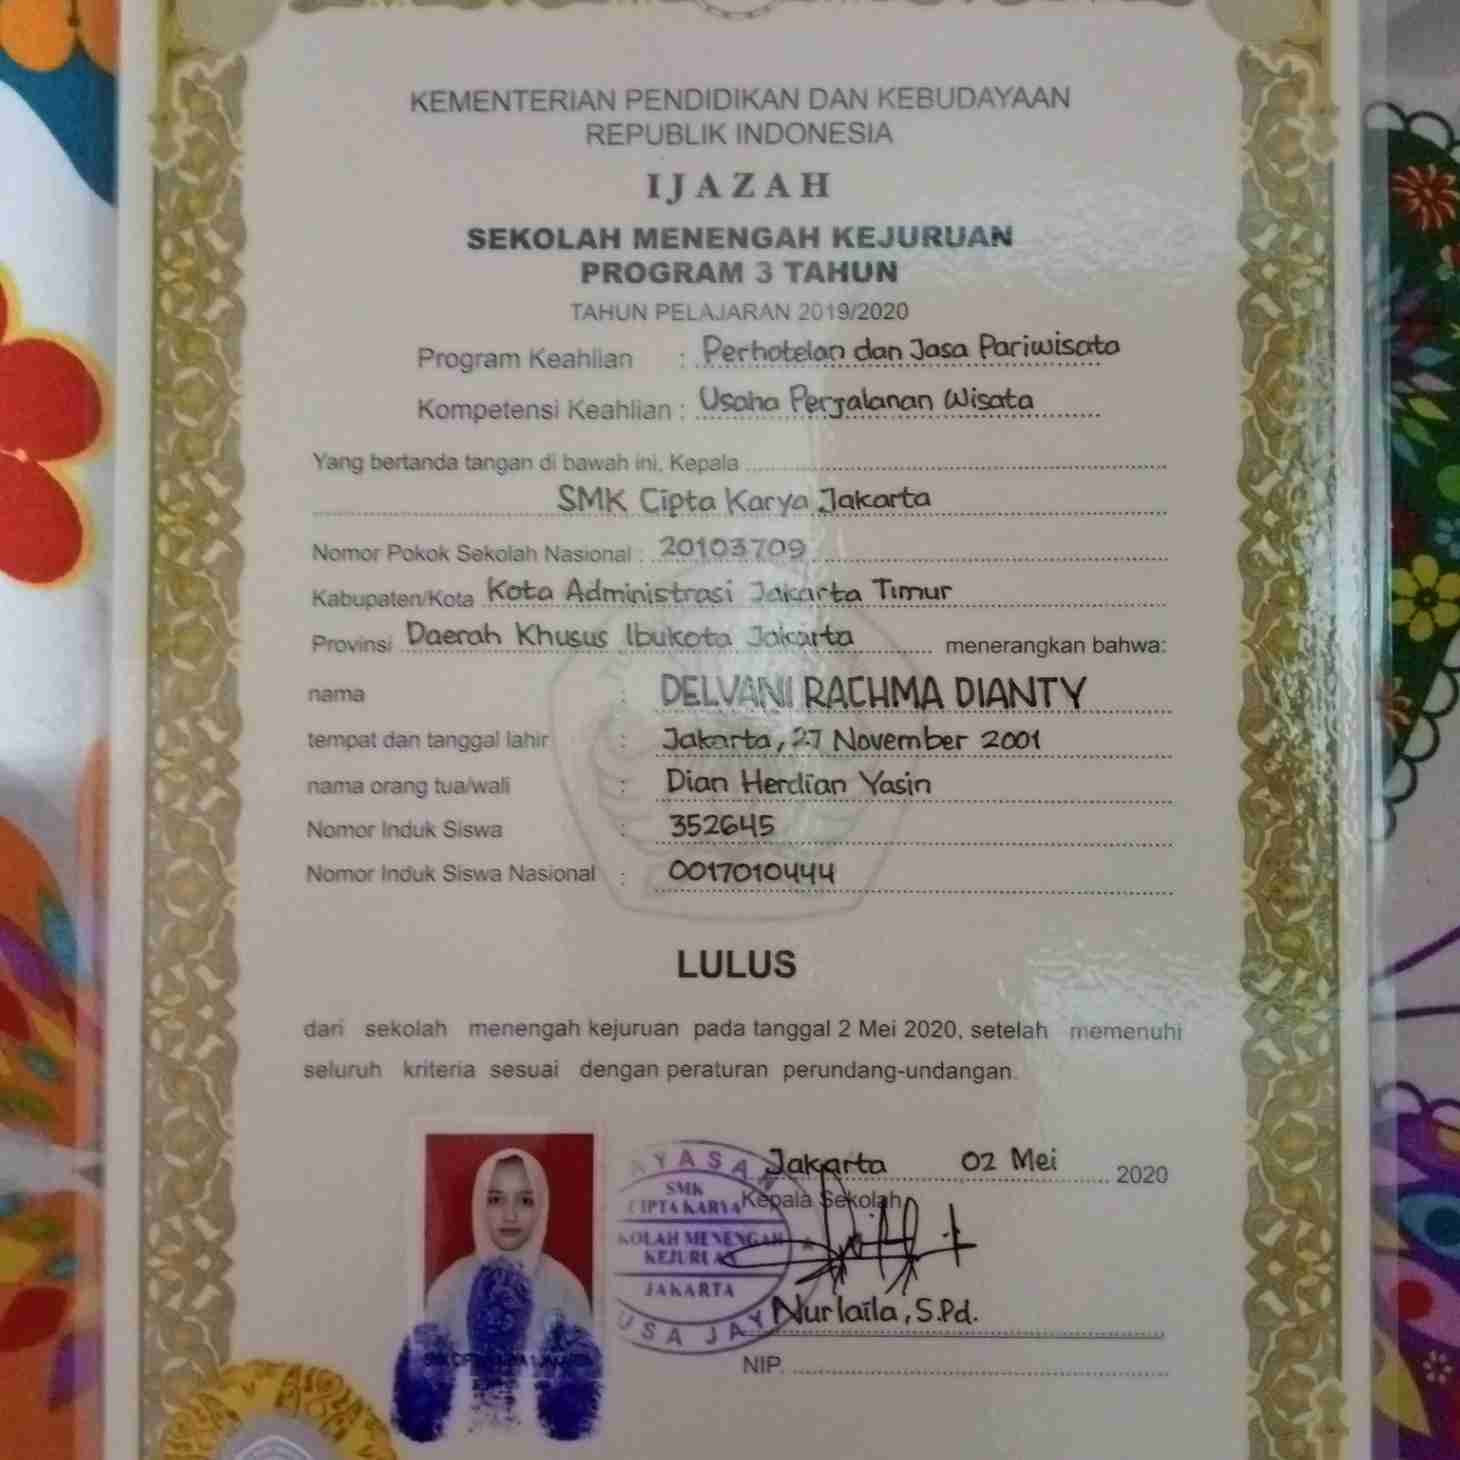 KEMENTERIAN PENDIDIKAN DAN KEBUDAYAAN
REPUBLIK INDONESIA
IJAZAH
SEKOLAH MENENGAH KEJURUAN
PROGRAM 3 TAHUN
TAHUN PELAJARAN 2019/2020
Program Keahlian : Perhotelan dan Jasa Pariwisata
Kompetensi Keahlian : Usaha Perjalanan Wisata
Yang bertanda tangan di bawah ini, Kepala
SMK Cipta Karya Jakarta
Nomor Pokok Sekolah Nasional : 20103709
Kabupaten/Kota Kota Administrasi Jakarta Timur
Provinsi Daerah Khusus Ibukota Jakarta menerangkan bahwa:
nama : DELVANI RACHMA DIANTY
tempat dan tanggal lahir : Jakarta, 27 November 2001
nama orang tua/wali : Dian Herdian Yasin
Nomor Induk Siswa : 352645
Nomor Induk Siswa Nasional : 0017010444
LULUS
dari sekolah menengah kejuruan pada tanggal 2 Mei 2020, setelah memenuhi
seluruh kriteria sesuai dengan peraturan perundang-undangan.
Jakarta 02 Mei 2020
Kepala Sekolah
YAYASAN
SMK
CIPTA KARYA
KOLAH MENENGAH
KEJURUAN
JAKARTA
USA JAY
Nurlaila, S.Pd.
NIP.